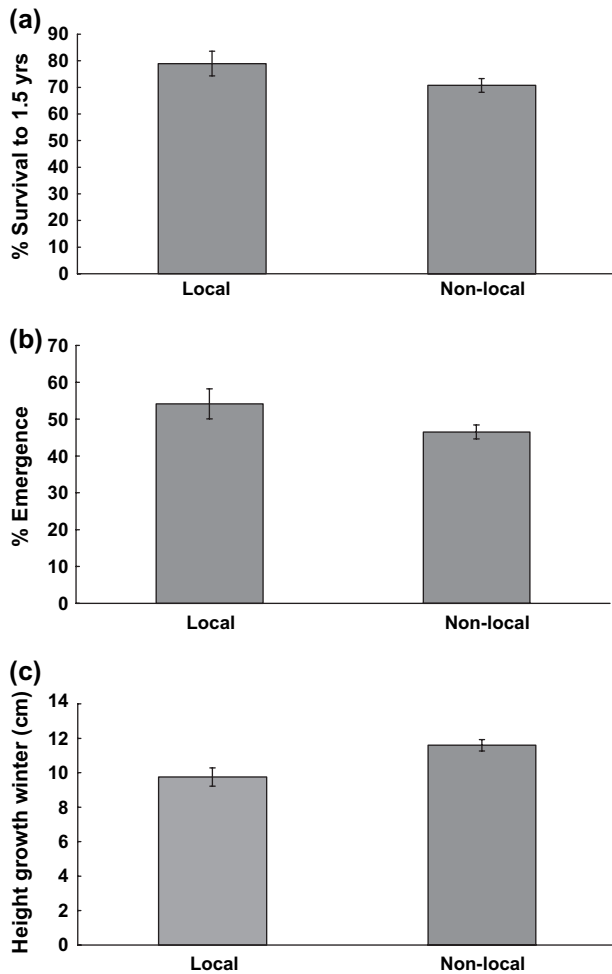 (a)
% Survival to 1.5 yrs
90
80
70
60
50
40
30
20
10
0
Local Non-local
(b)
% Emergence
70
60
50
40
30
20
10
0
Local Non-local
(c)
Height growth winter (cm)
14
12
10
8
6
4
2
0
Local Non-local